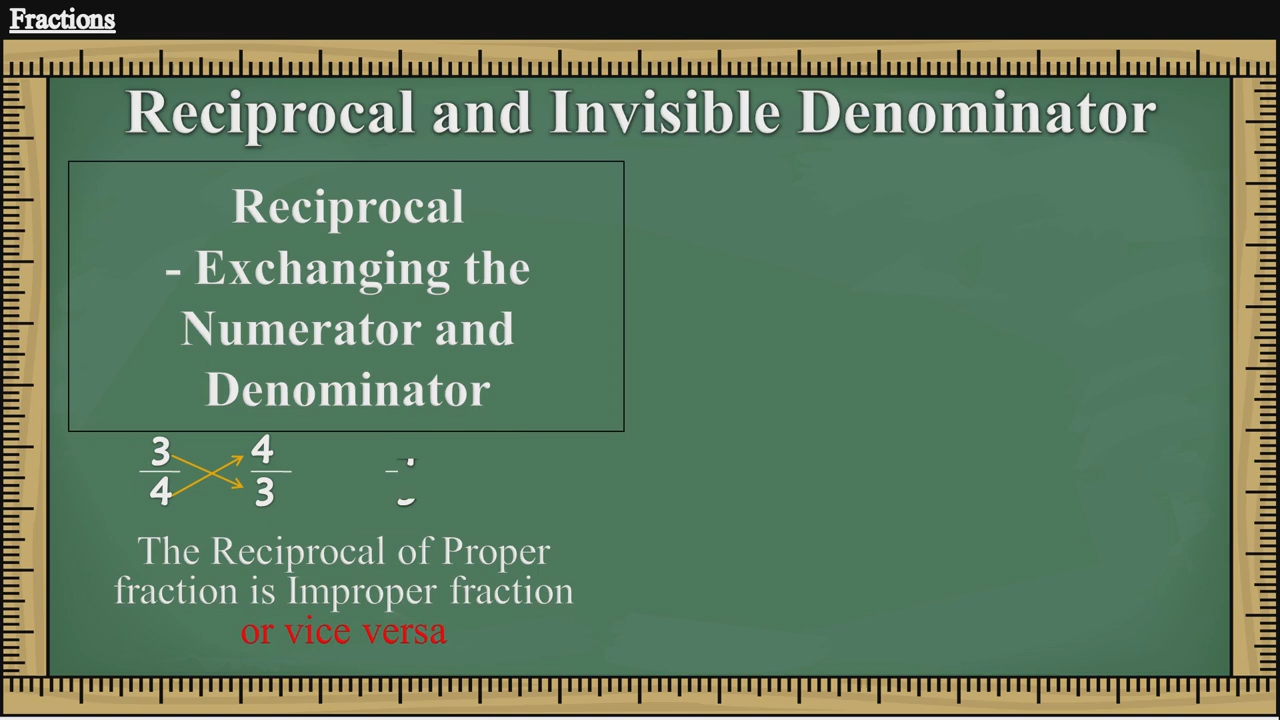 Fractions
Reciprocal and Invisible Denominator
Reciprocal
- Exchanging the
Numerator and
Denominator
3 4
4 3
The Reciprocal of Proper
fraction is Improper fraction
or vice versa